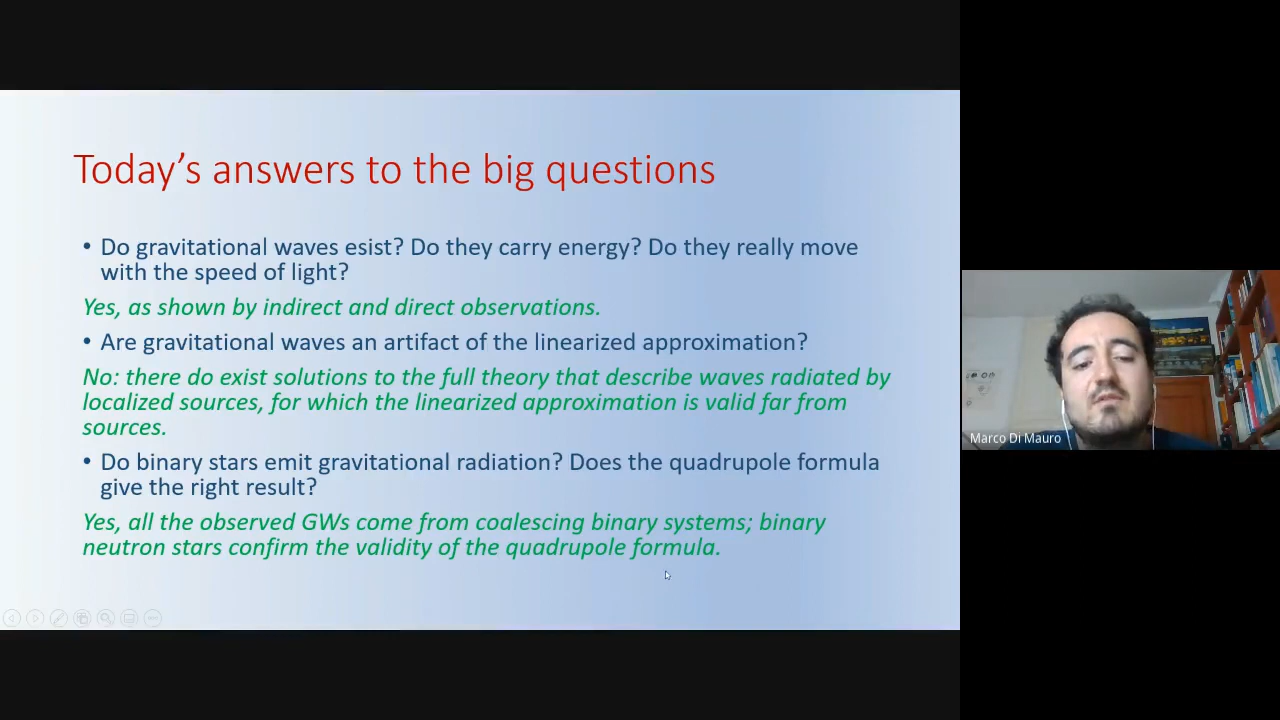 Today's answers to the big questions
• Do gravitational waves esist? Do they carry energy? Do they really move
with the speed of light?
Yes, as shown by indirect and direct observations.
• Are gravitational waves an artifact of the linearized approximation?
No: there do exist solutions to the full theory that describe waves radiated by
localized sources, for which the linearized approximation is valid far from
sources.
• Do binary stars emit gravitational radiation? Does the quadrupole formula
give the right result?
Yes, all the observed GWs come from coalescing binary systems; binary
neutron stars confirm the validity of the quadrupole formula.
Marco Di Mauro